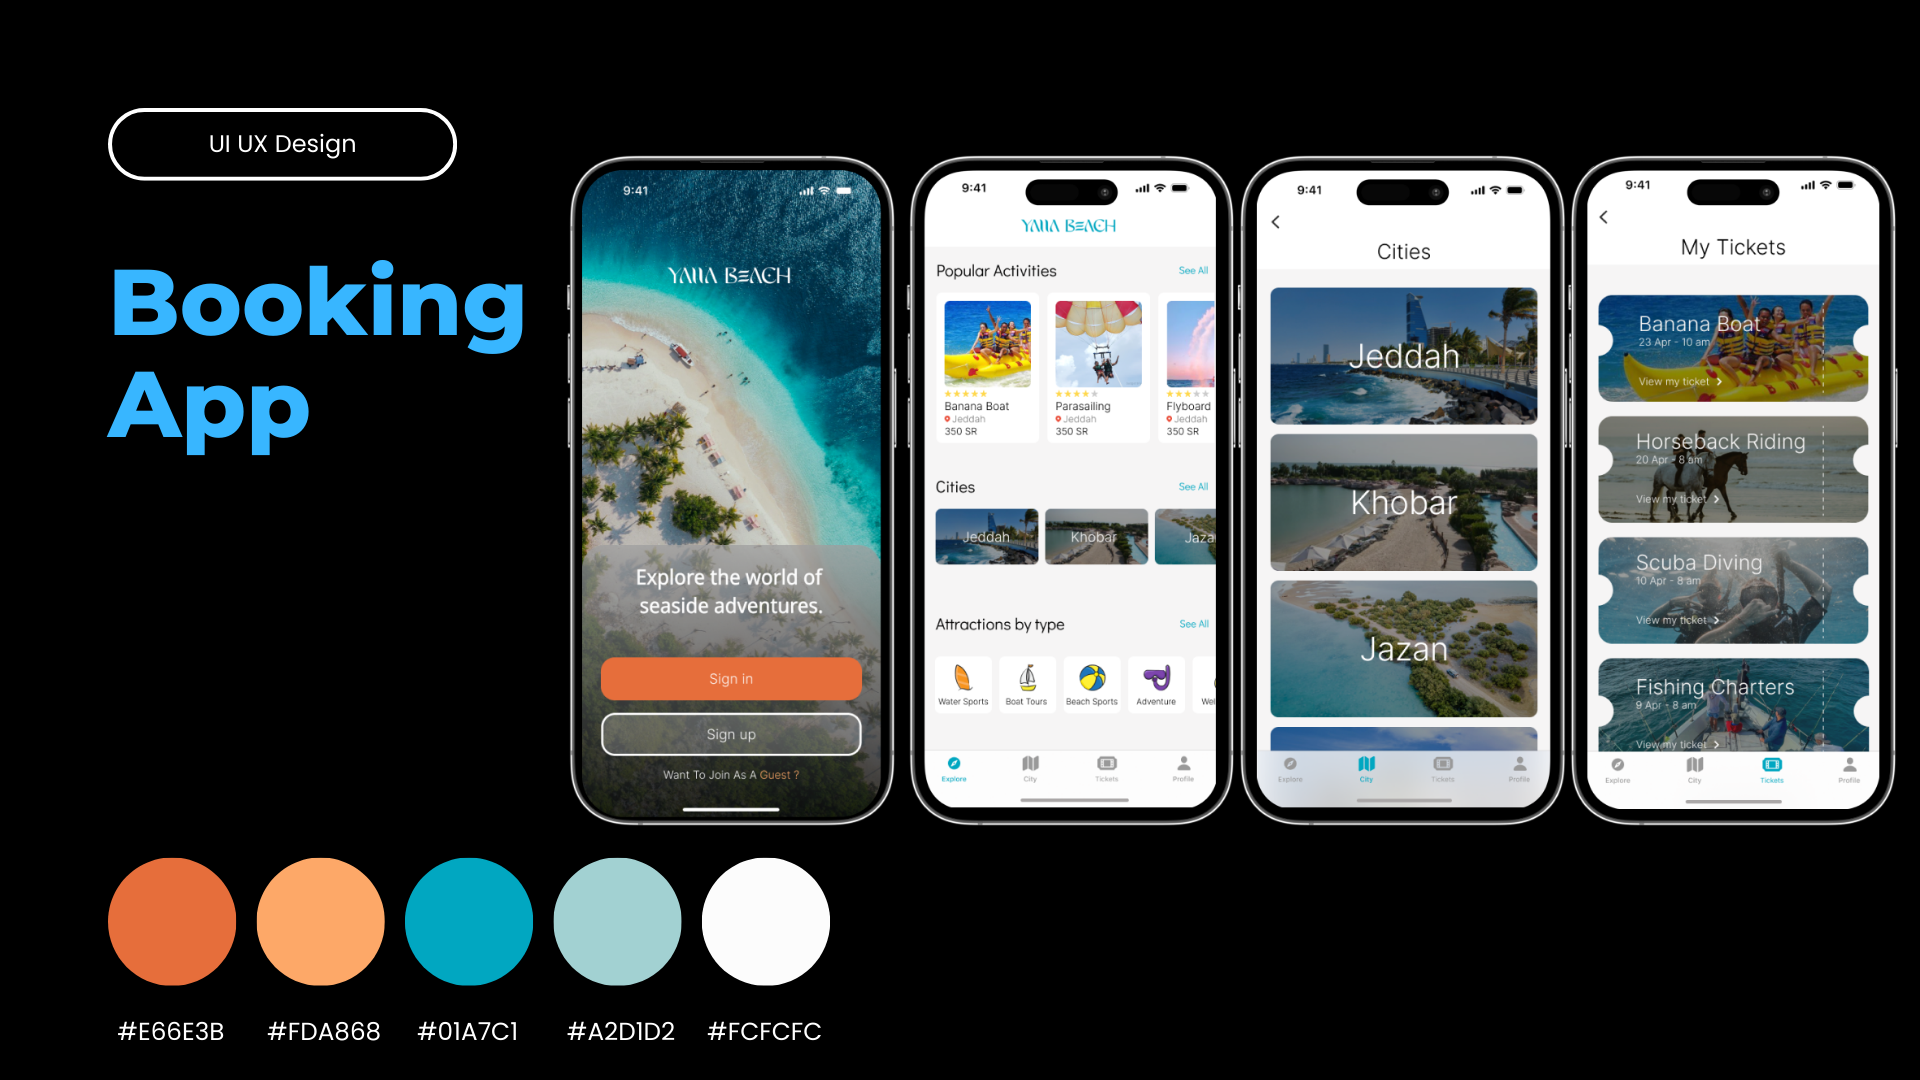 UI UX Design
Booking
App
9:41
YAllA BEACH
Explore the world of
seaside adventures.
Sign in
Sign up
Want To Join As A Guest ?
9:41
YAllA BEACH
Popular Activities See All
Banana Boat
Jeddah
350 SR
Parasailing
Jeddah
350 SR
Flyboard
Jeddah
350 SR
Cities See All
Jeddah
Khobar
Jaza
Attractions by type See All
Water Sports
Boat Tours
Beach Sports
Adventure
Wel
Explore City Tickets Profile
9:41
Cities
Jeddah
Khobar
Jazan
Explore City Tickets Profile
9:41
My Tickets
Banana Boat
23 Apr - 10 am
View my ticket
Horseback Riding
20 Apr - 8 am
View my ticket
Scuba Diving
10 Apr - 8 am
View my ticket
Fishing Charters
9 Apr - 8 am
View my ticket
Explore City Tickets Profile
#E66E3B #FDA868 #01A7C1 #A2D1D2 #FCFCFC